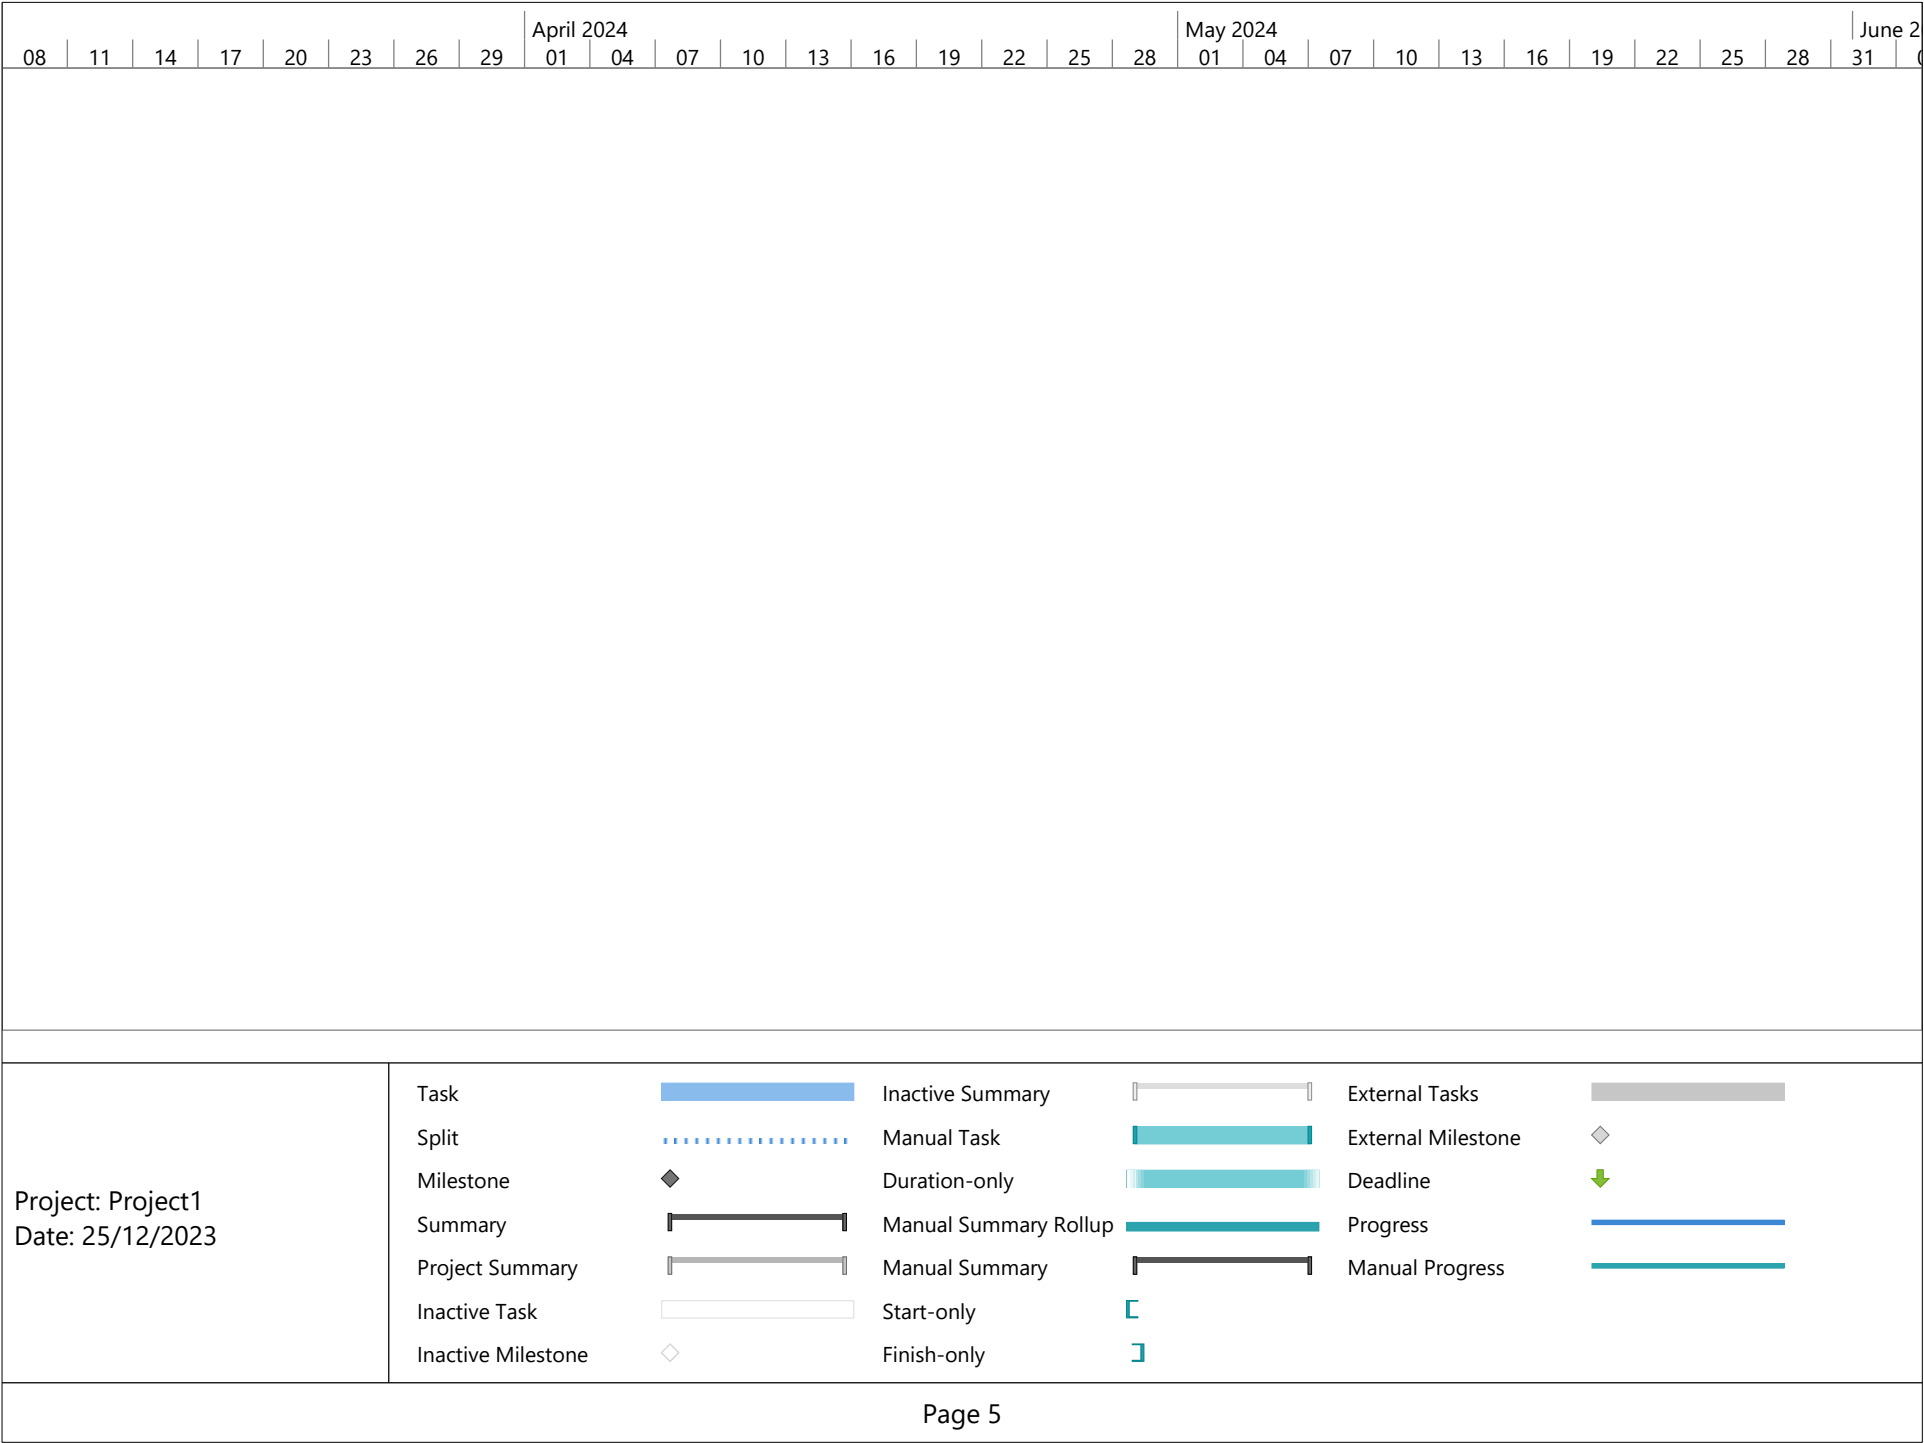 April 2024 May 2024 June 2
08 11 14 17 20 23 26 29 01 04 07 10 13 16 19 22 25 28 01 04 07 10 13 16 19 22 25 28 31
Project: Project1
Date: 25/12/2023
Task
Split
Milestone
Summary
Project Summary
Inactive Task
Inactive Milestone
Inactive Summary
Manual Task
Duration-only
Manual Summary Rollup
Manual Summary
Start-only
Finish-only
External Tasks
External Milestone
Deadline
Progress
Manual Progress
Page 5